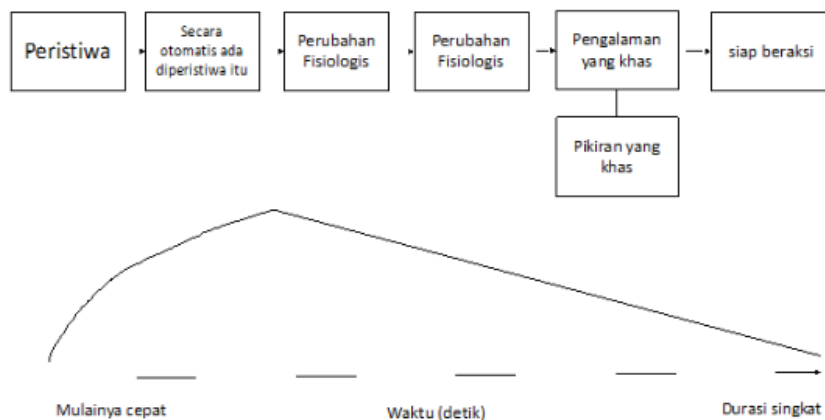 Peristiwa
Secara
otomatis ada
diperistiwa itu
Perubahan
Fisiologis
Perubahan
Fisiologis
Pengalaman
yang khas
siap beraksi
Pikiran yang
khas
Mulainya cepat
Waktu (detik)
Durasi singkat